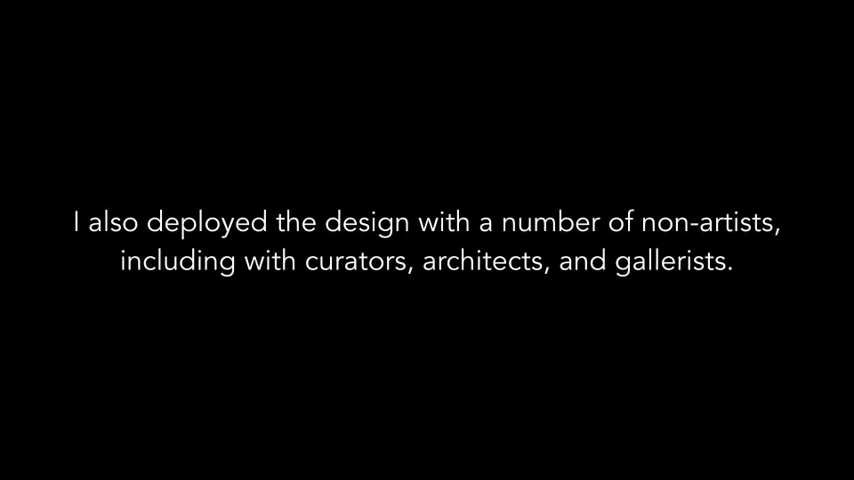 I also deployed the design with a number of non-artists,
including with curators, architects, and gallerists.